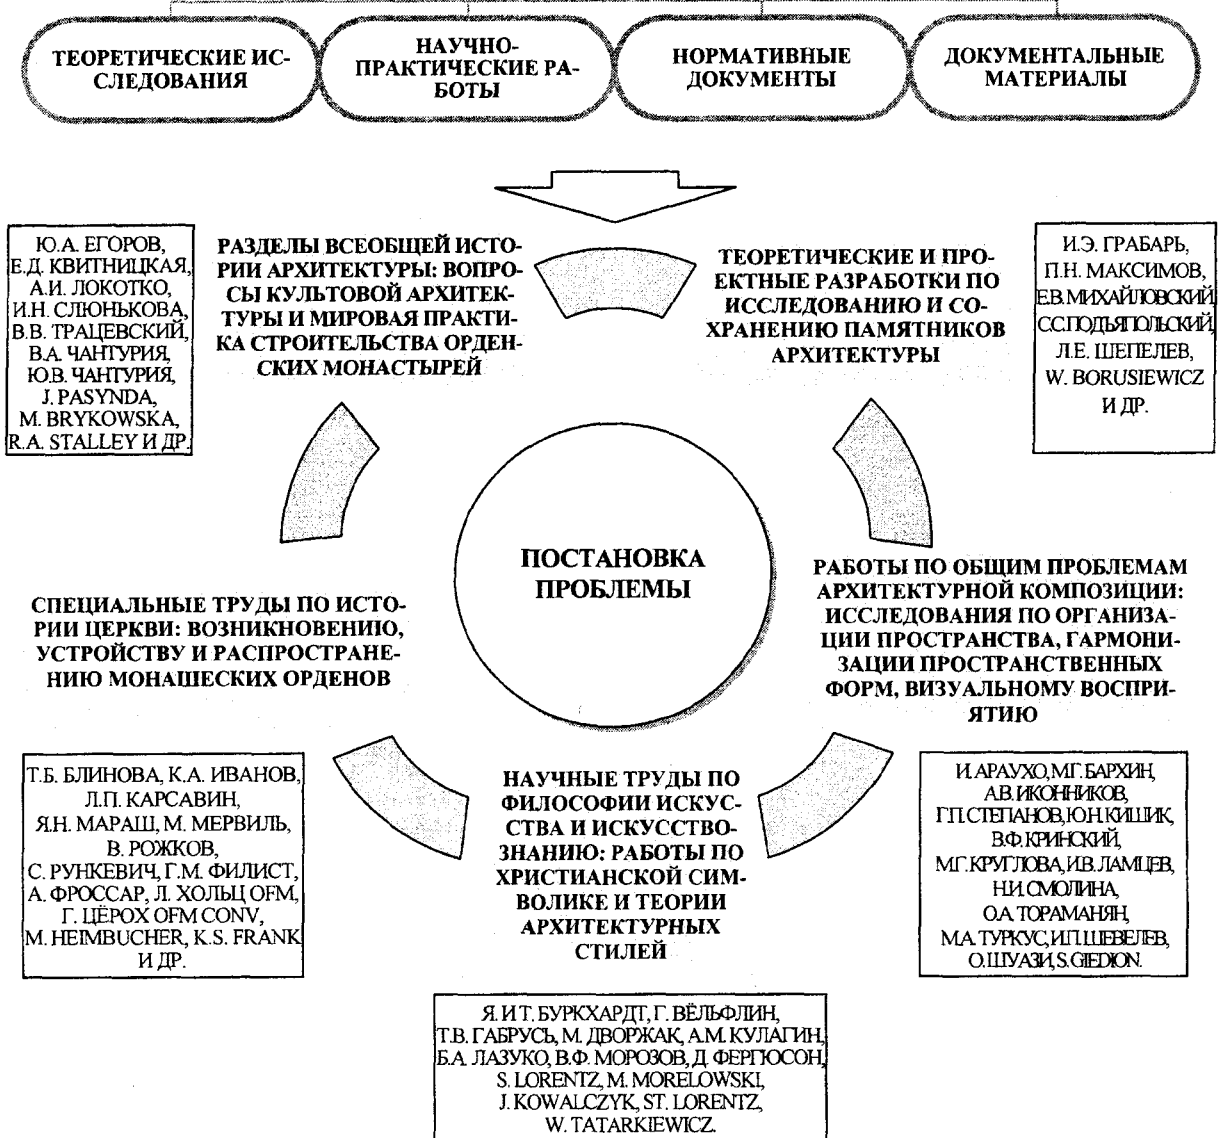 ТЕОРЕТИЧЕСКИЕ ИС-
СЛЕДОВАНИЯ
НАУЧНО-
ПРАКТИЧЕСКИЕ РА-
БОТЫ
НОРМАТИВНЫЕ
ДОКУМЕНТЫ
ДОКУМЕНТАЛЬНЫЕ
МАТЕРИАЛЫ
Ю.А. ЕГОРОВ,
Е.Д. КВИТНИЦКАЯ,
А.И. ЛОКОТКО,
И.Н. СЛЮНЬКОВА,
В.В. ТРАЦЕВСКИЙ,
В.А. ЧАНТУРИЯ,
Ю.В. ЧАНТУРИЯ,
J. PASYNDA,
M. BRYKOWSKA,
R.A. STALLEY И ДР.
РАЗДЕЛЫ ВСЕОБЩЕЙ ИСТО-
РИИ АРХИТЕКТУРЫ: ВОПРО-
СЫ КУЛЬТОВОЙ АРХИТЕК-
ТУРЫ И МИРОВАЯ ПРАКТИ-
КА СТРОИТЕЛЬСТВА ОРДЕН-
СКИХ МОНАСТЫРЕЙ
ТЕОРЕТИЧЕСКИЕ И ПРО-
ЕКТНЫЕ РАЗРАБОТКИ ПО
ИССЛЕДОВАНИЮ И СО-
ХРАНЕНИЮ ПАМЯТНИКОВ
АРХИТЕКТУРЫ
И.Э. ГРАБАРЬ,
П.Н. МАКСИМОВ,
Е.В. МИХАЙЛОВСКИЙ,
С.С.ПОДЪЯПОЛЬСКИЙ,
Л.Е. ШЕПЕЛЕВ,
W. BORUSIEWICZ
И ДР.
ПОСТАНОВКА
ПРОБЛЕМЫ
СПЕЦИАЛЬНЫЕ ТРУДЫ ПО ИСТО-
РИИ ЦЕРКВИ: ВОЗНИКНОВЕНИЮ,
УСТРОЙСТВУ И РАСПРОСТРАНЕ-
НИЮ МОНАШЕСКИХ ОРДЕНОВ
РАБОТЫ ПО ОБЩИМ ПРОБЛЕМАМ
АРХИТЕКТУРНОЙ КОМПОЗИЦИИ:
ИССЛЕДОВАНИЯ ПО ОРГАНИЗА-
ЦИИ ПРОСТРАНСТВА, ГАРМОНИ-
ЗАЦИИ ПРОСТРАНСТВЕННЫХ
ФОРМ, ВИЗУАЛЬНОМУ ВОСПРИ-
ЯТИЮ
Т.Б. БЛИНОВА, К.А. ИВАНОВ,
Л.П. КАРСАВИН,
Я.Н. МАРАШ, М. МЕРВИЛЬ,
В. РОЖКОВ,
С. РУНКЕВИЧ, Г.М. ФИЛИСТ,
А. ФРОССАР, Л. ХОЛЬЦ OFM,
Г. ЦЁРОХ OFM CONV,
M. HEIMBUCHER, K.S. FRANK
И ДР.
НАУЧНЫЕ ТРУДЫ ПО
ФИЛОСОФИИ ИСКУС-
СТВА И ИСКУССТВО-
ЗНАНИЮ: РАБОТЫ ПО
ХРИСТИАНСКОЙ СИМ-
ВОЛИКЕ И ТЕОРИИ
АРХИТЕКТУРНЫХ
СТИЛЕЙ
И.АРАУХО, М.Г. БАРХИН,
А.В. ИКОННИКОВ,
Г.П. СТЕПАНОВ, Ю.Н. КИШИК,
В.Ф. КРИНСКИЙ,
М.Г. КРУГЛОВА, И.В. ЛАМЦЕВ,
Н.И. СМОЛИНА,
О.А. ТОРАМАНЯН,
М.А. ТУРКУС, И.П. ШЕВЕЛЕВ,
О. ШУАЗИ, S. GIEDION.
Я. И Т. БУРКХАРДТ, Г. ВЁЛЬФЛИН,
Т.В. ГАБРУСЬ, М. ДВОРЖАК, А.М. КУЛАГИН,
Б.А. ЛАЗУКО, В.Ф. МОРОЗОВ, Д. ФЕРГЮСОН,
S. LORENTZ, M. MORELOWSKI,
J. KOWALCZYK, ST. LORENTZ,
W. TATARKIEWICZ.